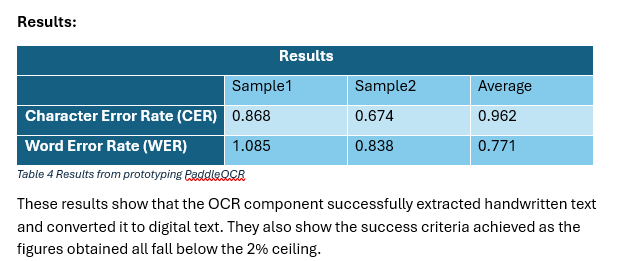 Results:
Results
Sample1 Sample2 Average
Character Error Rate (CER) 0.868 0.674 0.962
Word Error Rate (WER) 1.085 0.838 0.771
Table 4 Results from prototyping PaddleOCR
These results show that the OCR component successfully extracted handwritten text
and converted it to digital text. They also show the success criteria achieved as the
figures obtained all fall below the 2% ceiling.